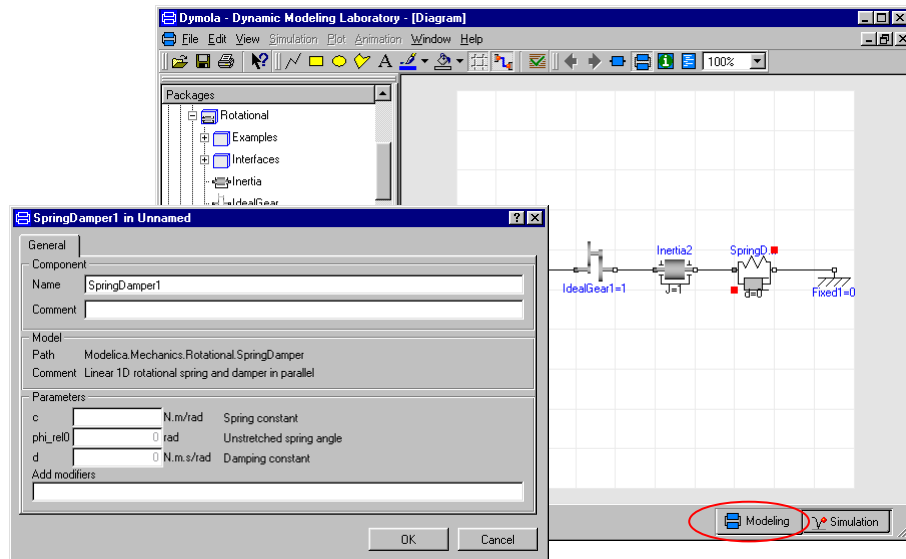 Dymola - Dynamic Modeling Laboratory - [Diagram]
File Edit View Simulation Plot Animation Window Help
A 100%
Packages
Rotational
Examples
Interfaces
Inertia
IdealGear
SpringDamper1 in Unnamed
General
Component
Name SpringDamper1
Comment
Model
Path Modelica.Mechanics.Rotational.SpringDamper
Comment Linear 1D rotational spring and damper in parallel
Parameters
c N.m/rad Spring constant
phi_rel0 0 rad Unstretched spring angle
d 0 N.m.s/rad Damping constant
Add modifiers
OK Cancel
Inertia2 SpringD
IdealGear1=1 J=1 d=0 Fixed1=0
Modeling Simulation